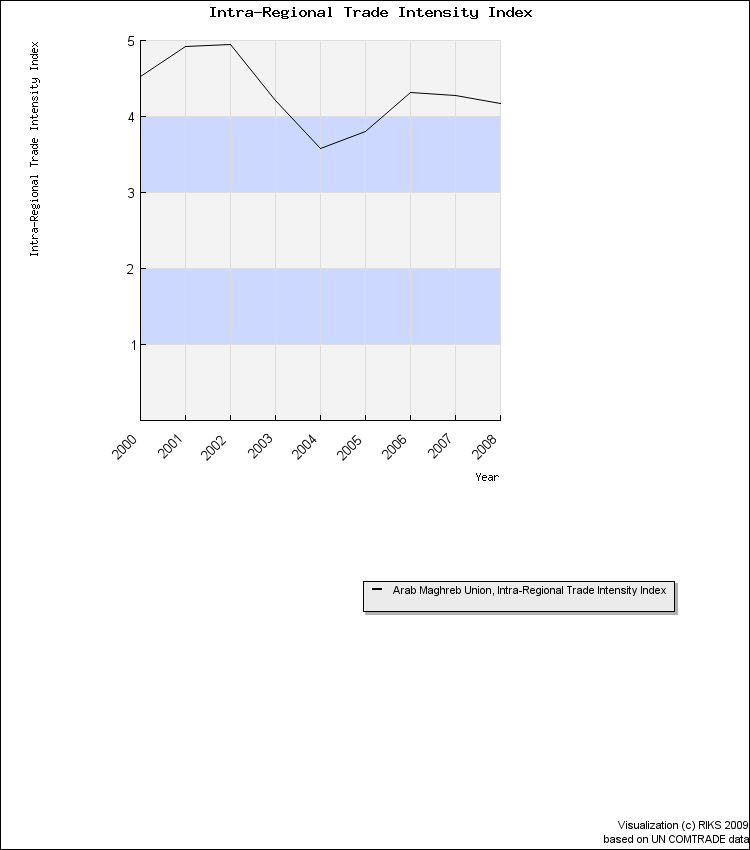 Intra-Regional Trade Intensity Index
Intra-Regional Trade Intensity Index
5
4
3
2
1
2000 2001 2002 2003 2004 2005 2006 2007 2008
Year
Arab Maghreb Union, Intra-Regional Trade Intensity Index
Visualization (c) RIKS 2009
based on UN COMTRADE data